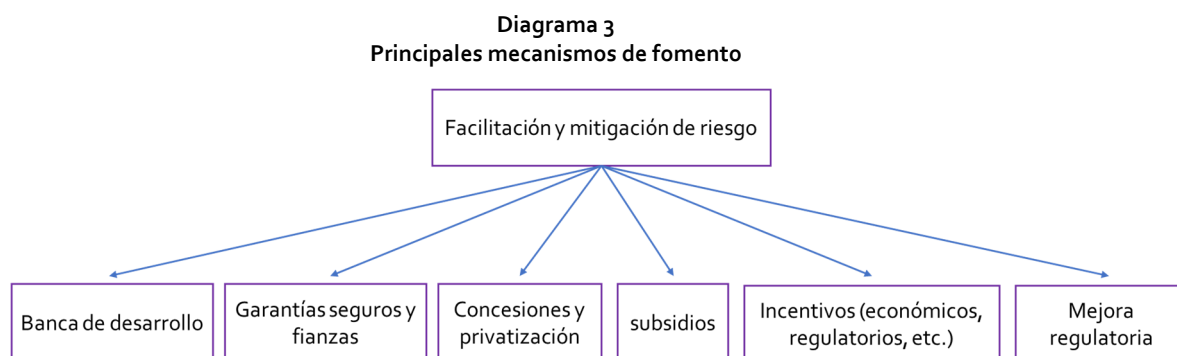 Diagrama 3
Principales mecanismos de fomento
Facilitación y mitigación de riesgo
Banca de desarrollo
Garantías seguros y
fianzas
Concesiones y
privatización
subsidios
Incentivos (económicos,
regulatorios, etc.)
Mejora
regulatoria